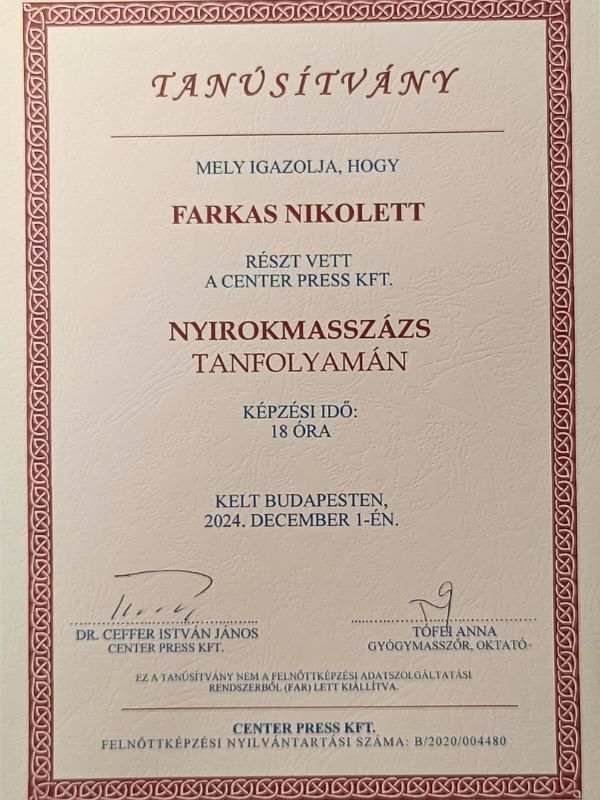 TANÚSÍTVÁNY
MELY IGAZOLJA, HOGY
FARKAS NIKOLETT
RÉSZT VETT
A CENTER PRESS KFT.
NYIROKMASSZÁZS
TANFOLYAMÁN
KÉPZÉSI IDŐ:
18 ÓRA
KELT BUDAPESTEN,
2024. DECEMBER 1-ÉN.
DR. CEFFER ISTVÁN JÁNOS
CENTER PRESS KFT.
TÓFEI ANNA
GYÓGYMASSZŐR, OKTATÓ
EZ A TANÚSÍTVÁNY NEM A FELNŐTTKÉPZÉSI ADATSZOLGÁLTATÁSI
RENDSZERBŐL (FAR) LETT KIÁLLÍTVA.
CENTER PRESS KFT.
FELNŐTTKÉPZÉSI NYILVÁNTARTÁSI SZÁMA: B/2020/004480